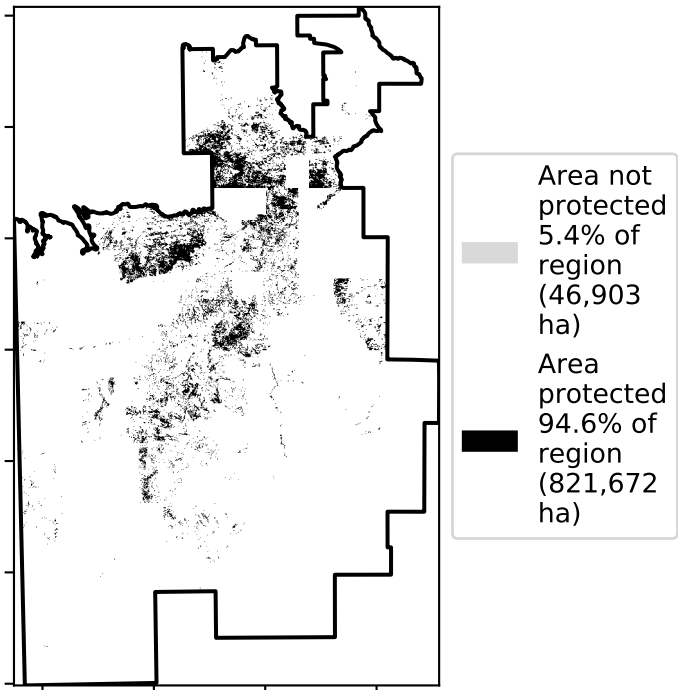 Area not
protected
5.4% of
region
(46,903
ha)
Area
protected
94.6% of
region
(821,672
ha)